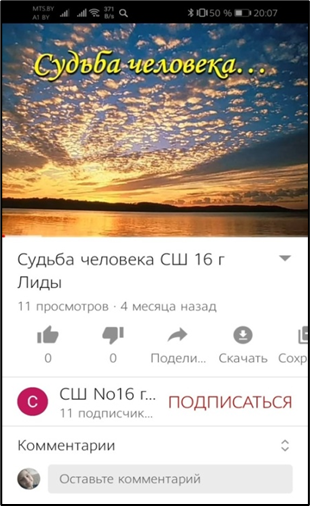 MTS BY
A1 BY
371
B/s
50 %
20:07
Судьба человека...
Судьба человека СШ 16 г
Лиды
11 просмотров · 4 месяца назад
0
0
Подели...
Скачать
Сохр
С
СШ No16 г...
11 подписчик...
ПОДПИСАТЬСЯ
Комментарии
Оставьте комментарий